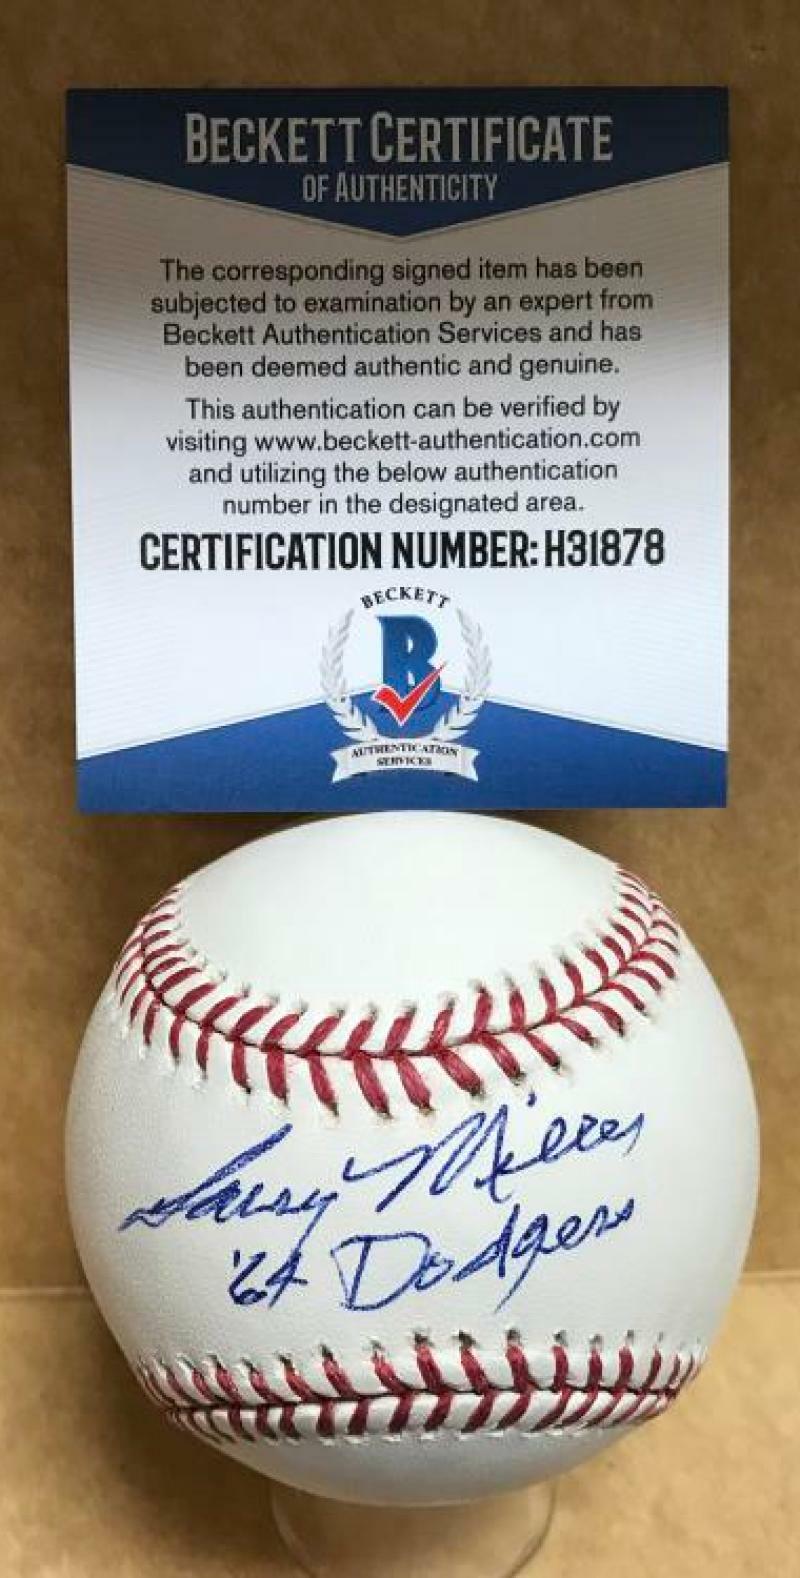 BECKETT CERTIFICATE
OF AUTHENTICITY
The corresponding signed item has been
subjected to examination by an expert from
Beckett Authentication Services and has
been deemed authentic and genuine.
This authentication can be verified by
visiting www.beckett-authentication.com
and utilizing the below authentication
number in the designated area.
CERTIFICATION NUMBER: H31878
BECKETT
B
AUTHENTICATION
SERVICES
Larry Miller
'64 Dodgers